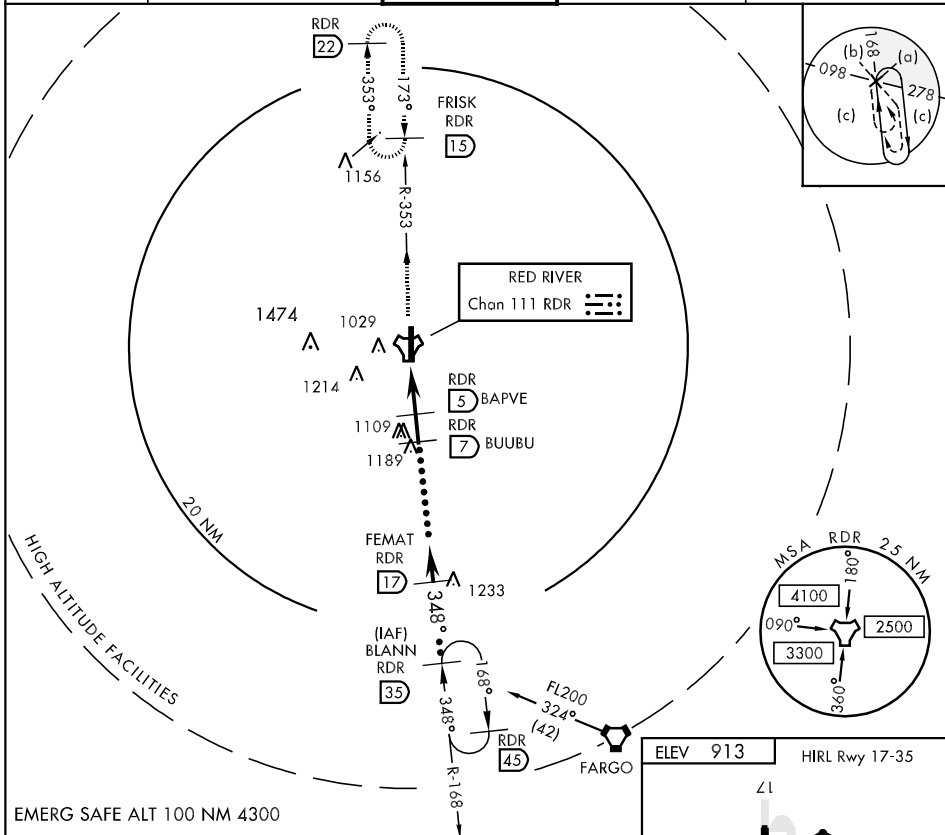 RDR
22
353°
173°
FRISK
RDR
15
1156
R-353
RED RIVER
Chan 111 RDR
1474
1029
1214
RDR
5 BAPVE
1109
RDR
7 BUUBU
1189
20 NM
FEMAT
RDR
17
1233
348°
(IAF)
BLANN
RDR
35
168°
348°
RDR
45
R-168
FL200
324°
(42)
FARGO
HIGH ALTITUDE FACILITIES
EMERG SAFE ALT 100 NM 4300
(b)
168
(a)
098
278
(c)
(c)
MSA RDR 25 NM
180°
4100
090°
2500
3300
360°
ELEV 913
HIRL Rwy 17-35
17